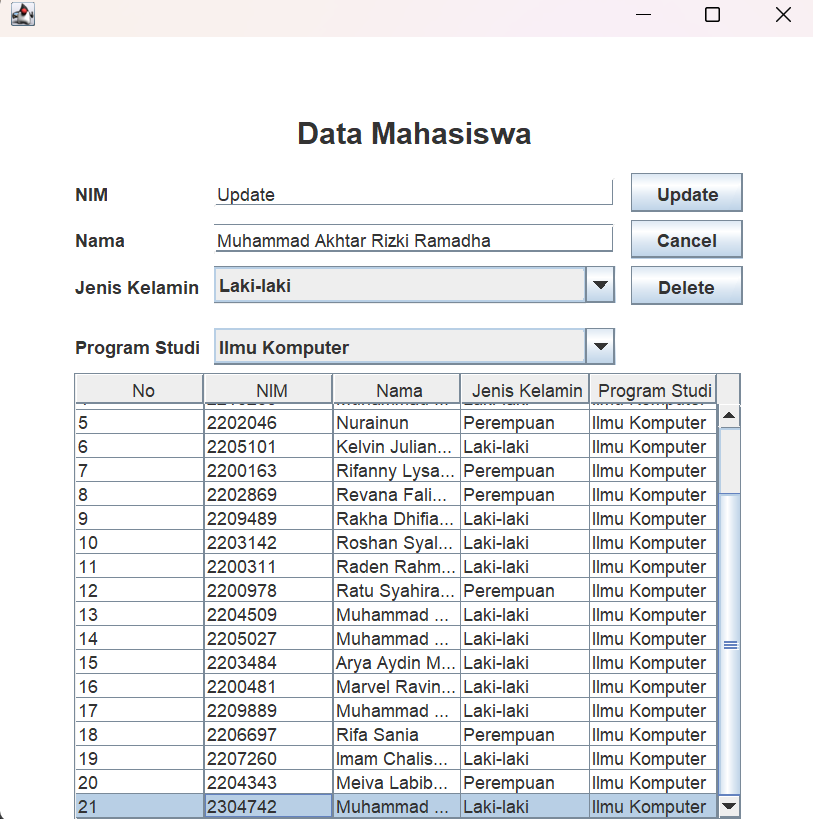 Data Mahasiswa
NIM Update Update
Nama Muhammad Akhtar Rizki Ramadha Cancel
Jenis Kelamin Laki-laki Delete
Program Studi Ilmu Komputer
No NIM Nama Jenis Kelamin Program Studi
5 2202046 Nurainun Perempuan Ilmu Komputer
6 2205101 Kelvin Julian... Laki-laki Ilmu Komputer
7 2200163 Rifanny Lysa... Perempuan Ilmu Komputer
8 2202869 Revana Fali... Perempuan Ilmu Komputer
9 2209489 Rakha Dhifia... Laki-laki Ilmu Komputer
10 2203142 Roshan Syal... Laki-laki Ilmu Komputer
11 2200311 Raden Rahm... Laki-laki Ilmu Komputer
12 2200978 Ratu Syahira... Perempuan Ilmu Komputer
13 2204509 Muhammad ... Laki-laki Ilmu Komputer
14 2205027 Muhammad ... Laki-laki Ilmu Komputer
15 2203484 Arya Aydin M... Laki-laki Ilmu Komputer
16 2200481 Marvel Ravin... Laki-laki Ilmu Komputer
17 2209889 Muhammad ... Laki-laki Ilmu Komputer
18 2206697 Rifa Sania Perempuan Ilmu Komputer
19 2207260 Imam Chalis... Laki-laki Ilmu Komputer
20 2204343 Meiva Labib... Perempuan Ilmu Komputer
21 2304742 Muhammad ... Laki-laki Ilmu Komputer